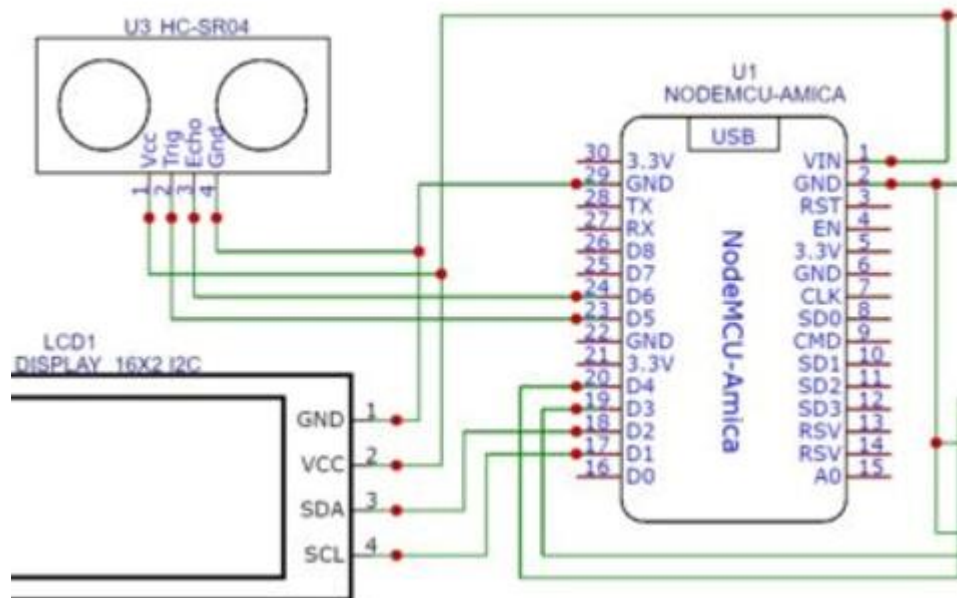 U3 HC-SR04
Vcc
Trig
Echo
Gnd
1
2
3
4
U1
NODEMCU-AMICA
USB
NodeMCU-Amica
30 3.3V
29 GND
28 TX
27 RX
26 D8
25 D7
24 D6
23 D5
22 GND
21 3.3V
20 D4
19 D3
18 D2
17 D1
16 D0
VIN 1
GND 2
RST 3
EN 4
3.3V 5
GND 6
CLK 7
SD0 8
CMD 9
SD1 10
SD2 11
SD3 12
RSV 13
RSV 14
A0 15
LCD1
DISPLAY 16X2 I2C
GND 1
VCC 2
SDA 3
SCL 4